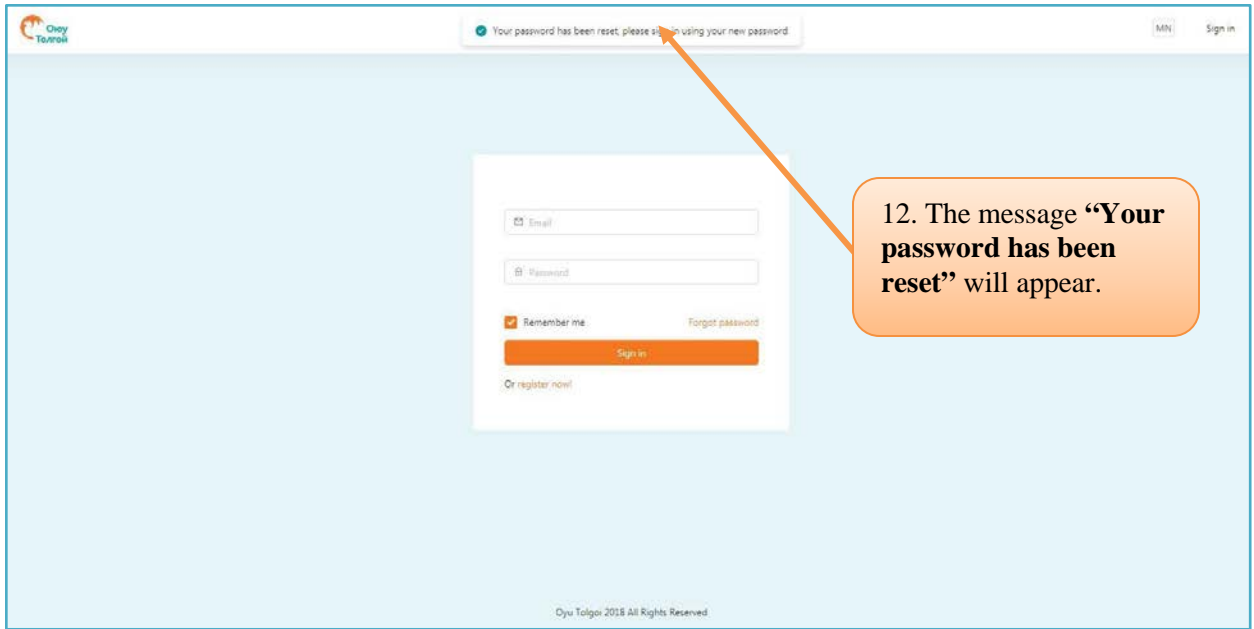 Оюу
Толгой
Your password has been reset, please sign in using your new password
MN
Sign in
Email
Password
Remember me
Forgot password
Sign in
Or register now!
12. The message “Your
password has been
reset” will appear.
Oyu Tolgoi 2018 All Rights Reserved